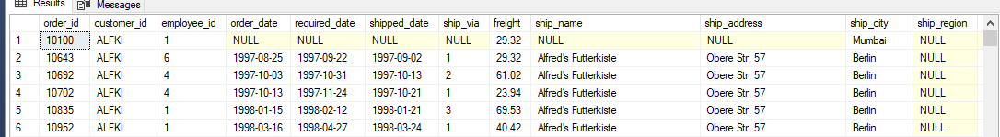 Results Messages
order_id customer_id employee_id order_date required_date shipped_date ship_via freight ship_name ship_address ship_city ship_region
1 10100 ALFKI 1 NULL NULL NULL NULL 29.32 NULL NULL Mumbai NULL
2 10643 ALFKI 6 1997-08-25 1997-09-22 1997-09-02 1 29.32 Alfred's Futterkiste Obere Str. 57 Berlin NULL
3 10692 ALFKI 4 1997-10-03 1997-10-31 1997-10-13 2 61.02 Alfred's Futterkiste Obere Str. 57 Berlin NULL
4 10702 ALFKI 4 1997-10-13 1997-11-24 1997-10-21 1 23.94 Alfred's Futterkiste Obere Str. 57 Berlin NULL
5 10835 ALFKI 1 1998-01-15 1998-02-12 1998-01-21 3 69.53 Alfred's Futterkiste Obere Str. 57 Berlin NULL
6 10952 ALFKI 1 1998-03-16 1998-04-27 1998-03-24 1 40.42 Alfred's Futterkiste Obere Str. 57 Berlin NULL